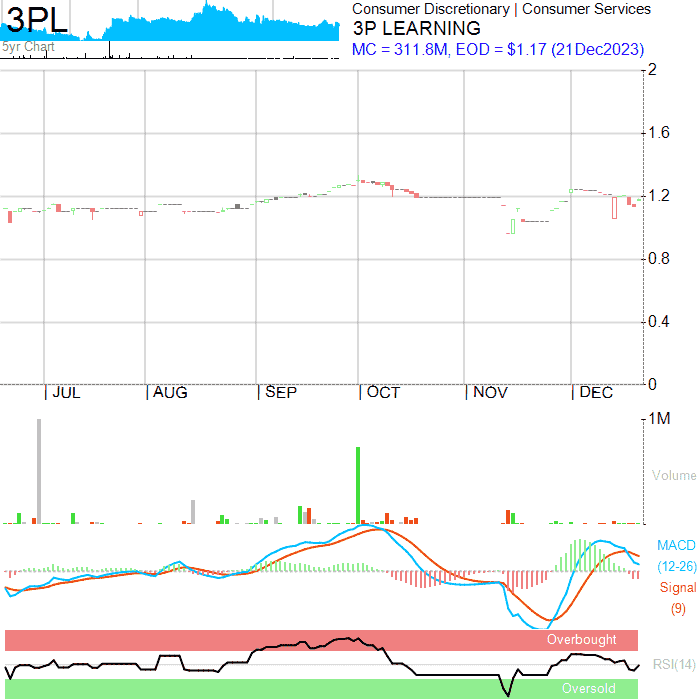 3PL
5yr Chart
Consumer Discretionary | Consumer Services
3P LEARNING
MC = 311.8M, EOD = $1.17 (21Dec2023)
2
1.6
1.2
0.8
0.4
0
| JUL | AUG | SEP | OCT | NOV | DEC
1M
Volume
MACD
(12-26)
Signal
(9)
Overbought
RSI(14)
Oversold